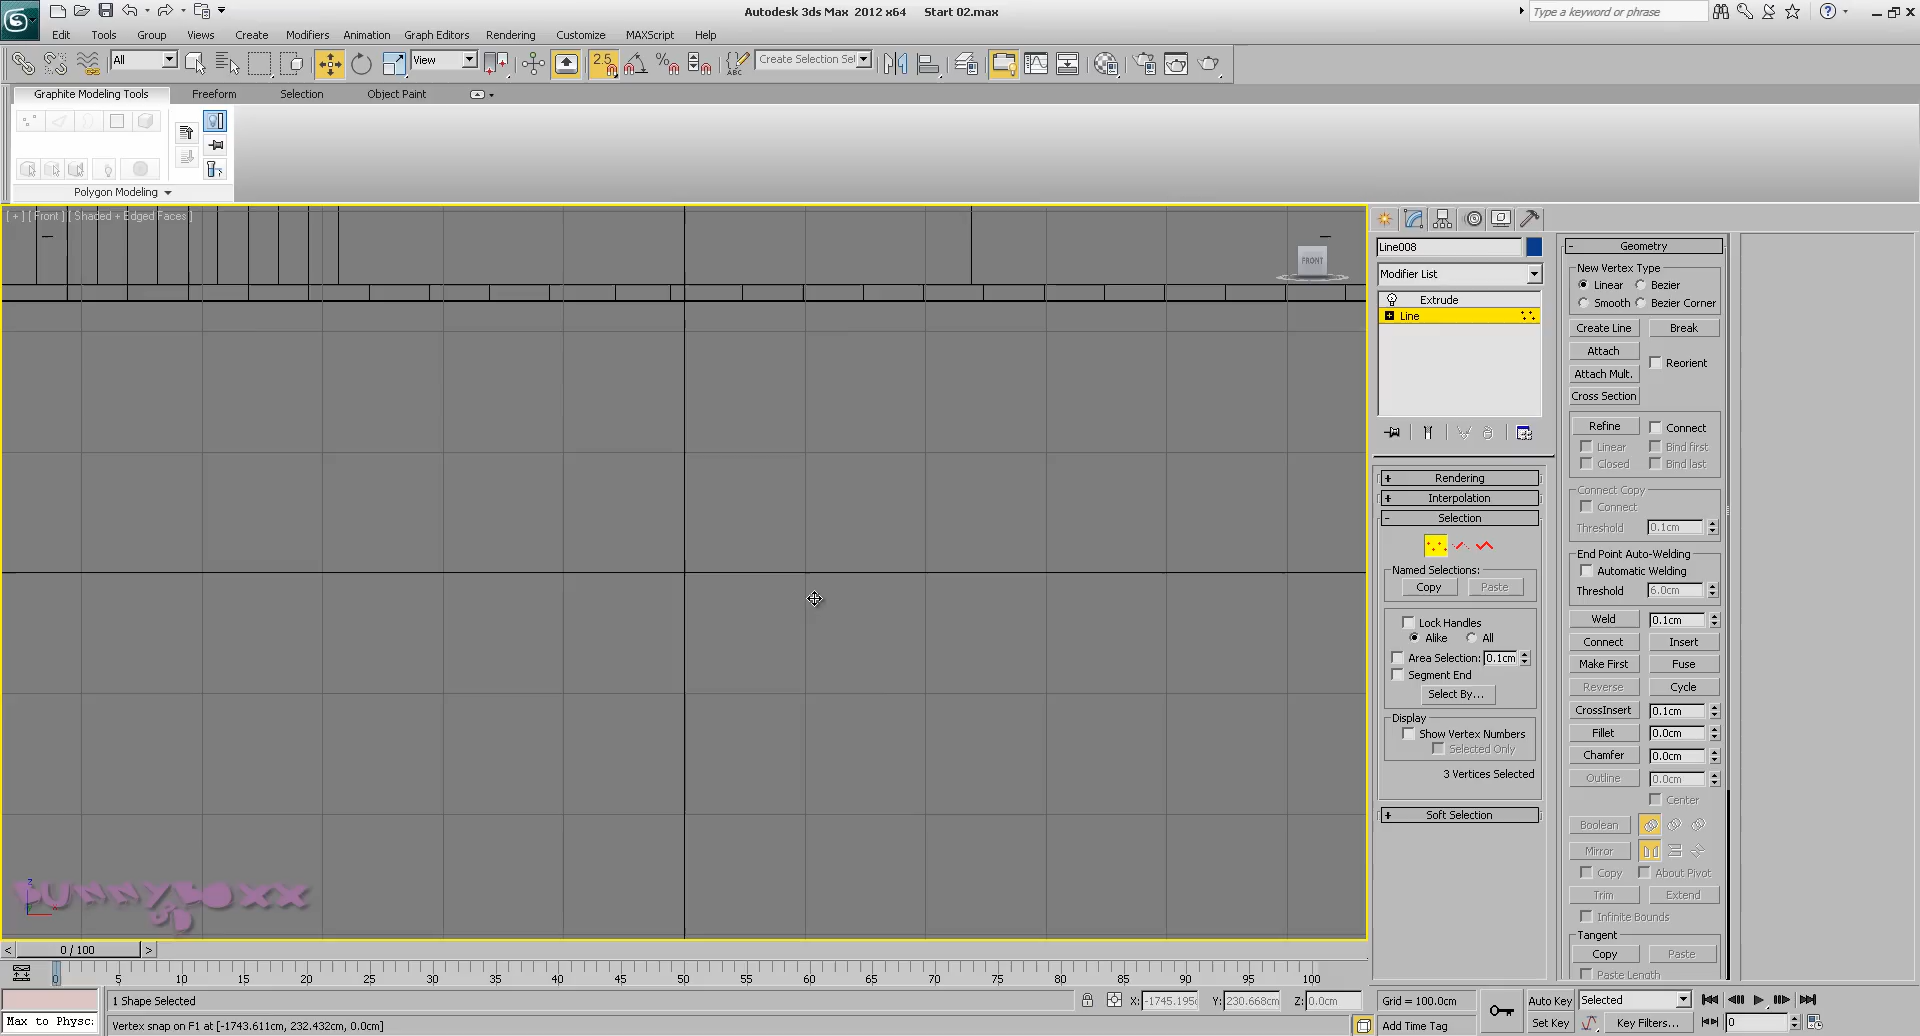 Autodesk 3ds Max 2012 x64 Start 02.max
Type a keyword or phrase
Edit Tools Group Views Create Modifiers Animation Graph Editors Rendering Customize MAXScript Help
All View 2.5 Create Selection Sel
Graphite Modeling Tools Freeform Selection Object Paint
Polygon Modeling
[ + ] [ Front ] [ Shaded + Edged Faces ]
FRONT
Line008
Modifier List
Extrude
Line
Rendering
Interpolation
Selection
Named Selections:
Copy Paste
Lock Handles
Alike All
Area Selection: 0.1cm
Segment End
Select By...
Display
Show Vertex Numbers
Selected Only
3 Vertices Selected
Soft Selection
Geometry
New Vertex Type
Linear Bezier
Smooth Bezier Corner
Create Line Break
Attach
Reorient
Attach Mult.
Cross Section
Refine Connect
Linear Bind first
Closed Bind last
Connect Copy
Connect
Threshold 0.1cm
End Point Auto-Welding
Automatic Welding
Threshold 6.0cm
Weld 0.1cm
Connect Insert
Make First Fuse
Reverse Cycle
CrossInsert 0.1cm
Fillet 0.0cm
Chamfer 0.0cm
Outline 0.0cm
Center
Boolean
Mirror
Copy About Pivot
Trim Extend
Infinite Bounds
Tangent
Copy Paste
Paste Length
z
0 / 100
0 5 10 15 20 25 30 35 40 45 50 55 60 65 70 75 80 85 90 95 100
1 Shape Selected X: -1745.195 Y: 230.668cm Z: 0.0cm Grid = 100.0cm Auto Key Selected
Max to Physc: Vertex snap on F1 at [-1743.611cm, 232.432cm, 0.0cm] Add Time Tag Set Key Key Filters... 0